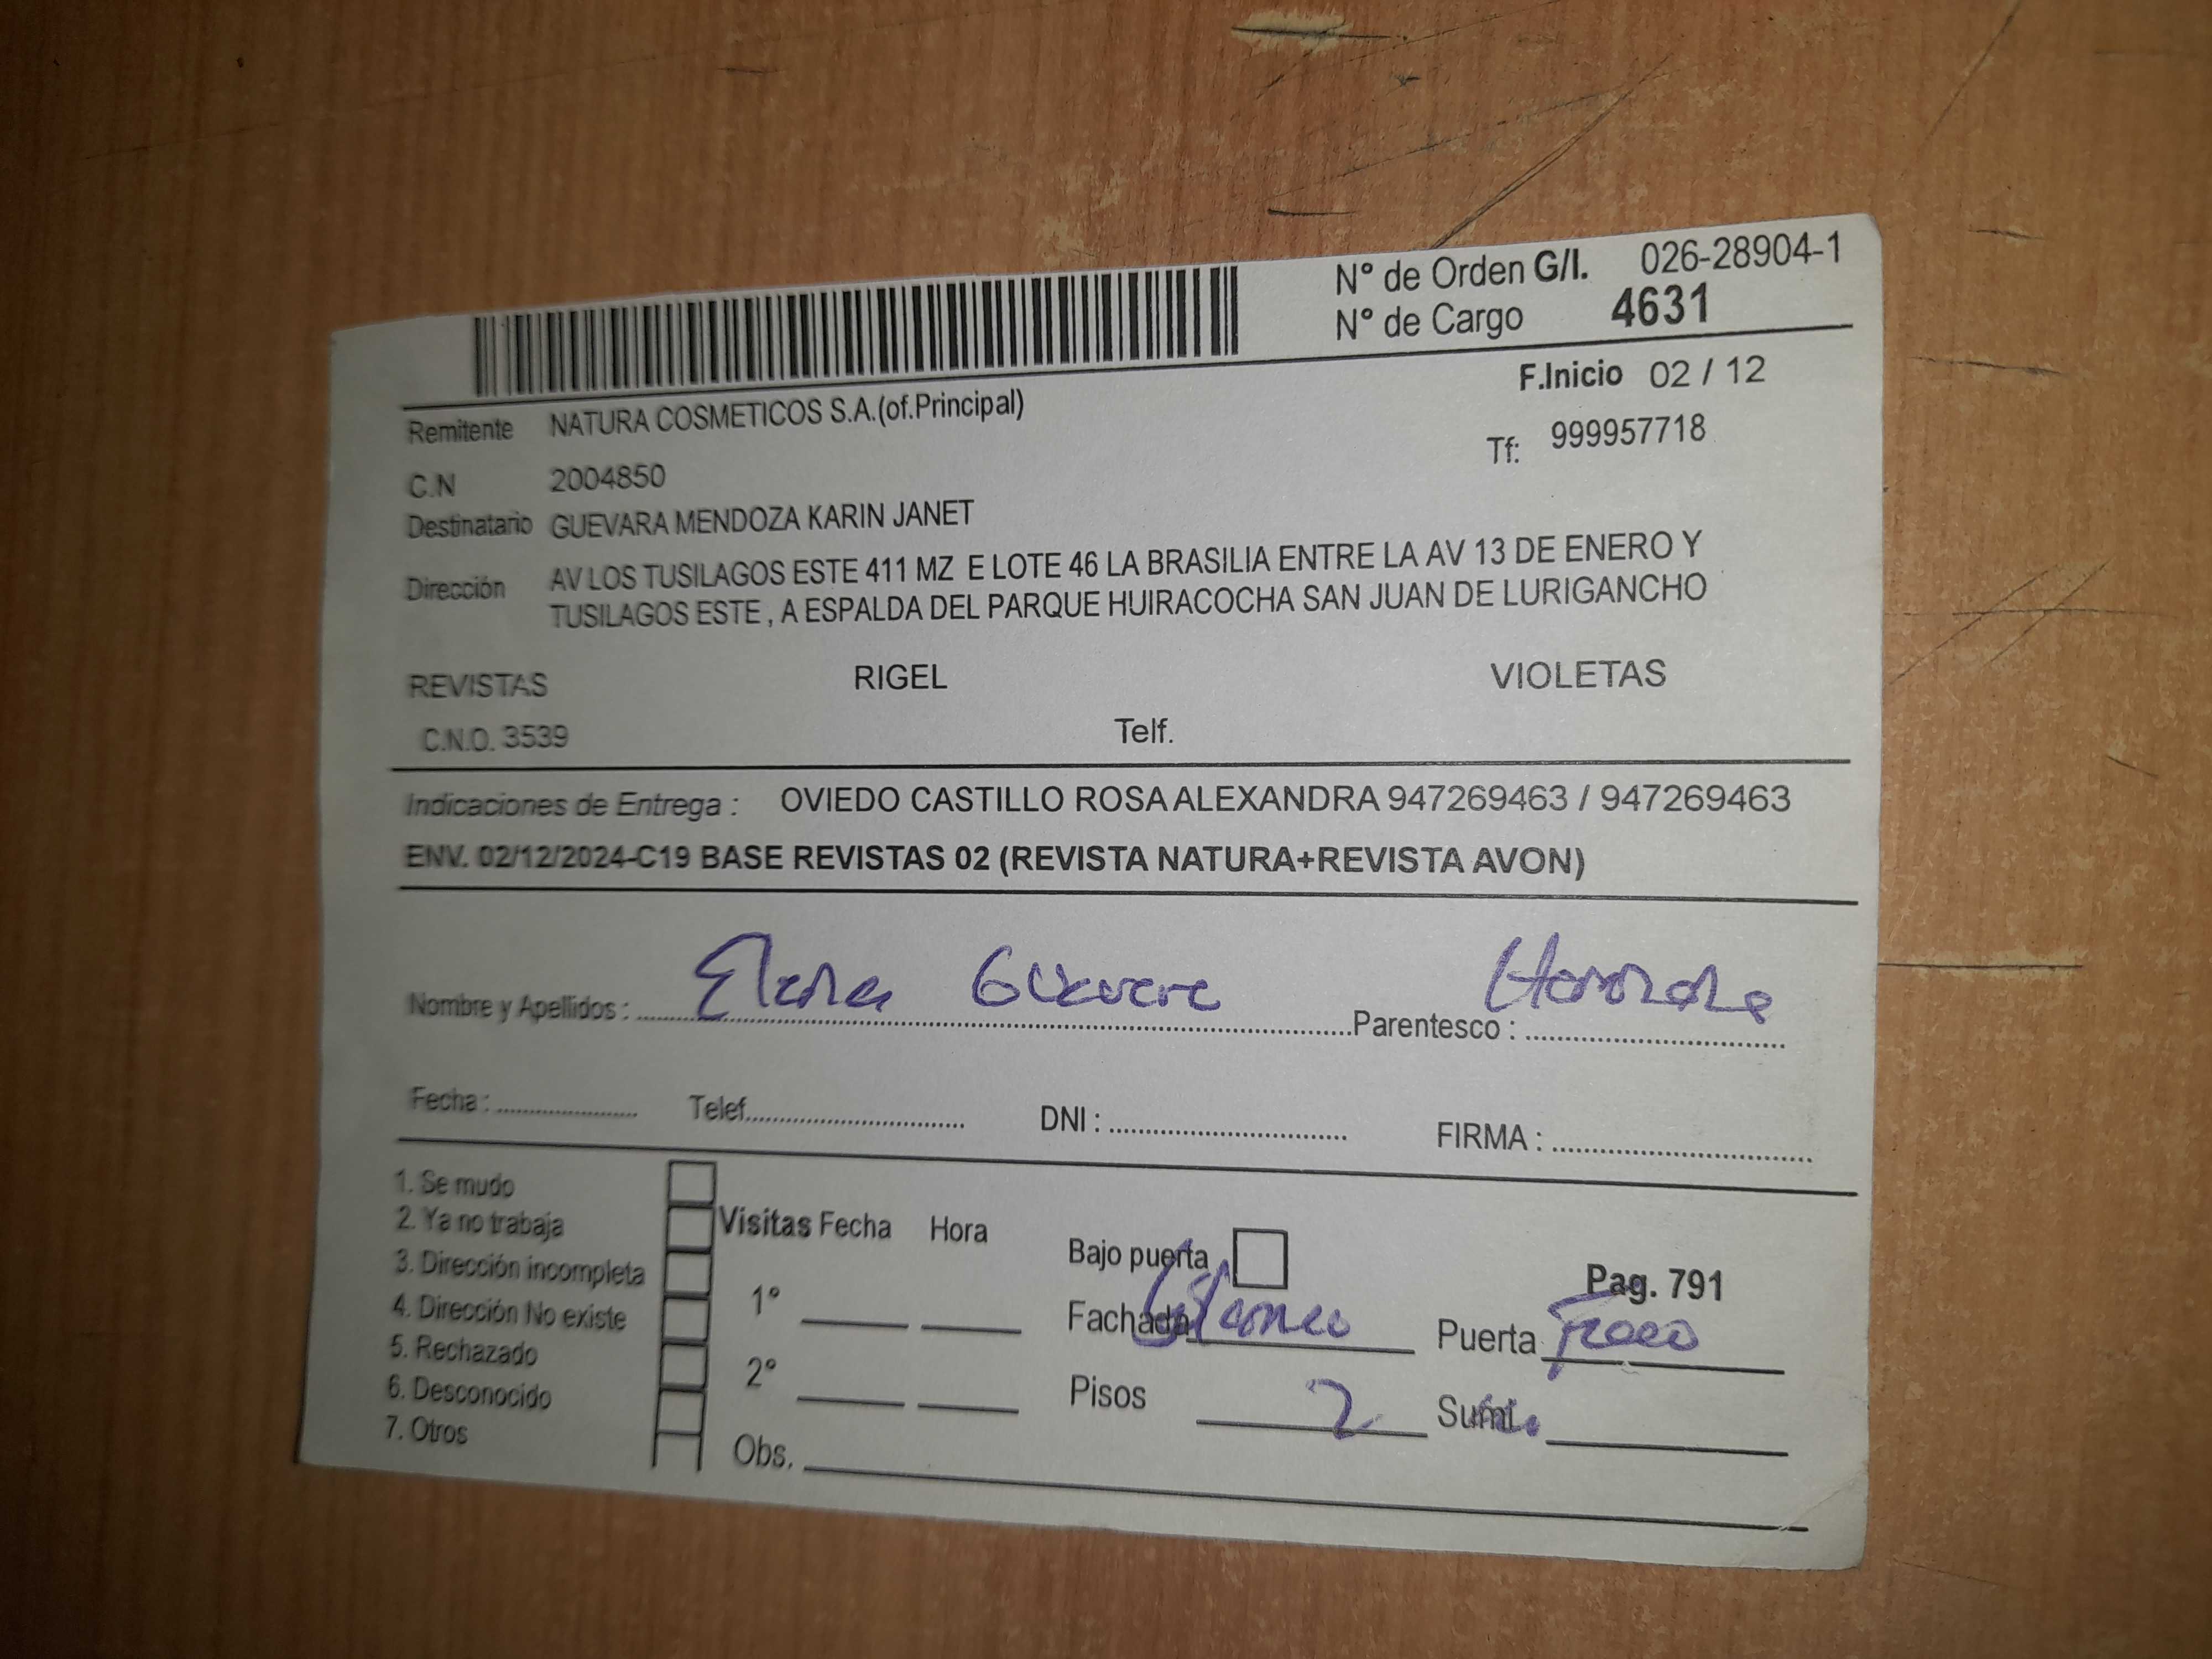 N° de Orden G/I. 026-28904-1
N° de Cargo 4631
F.Inicio 02 / 12
Remitente NATURA COSMETICOS S.A.(of.Principal)
Tf: 999957718
C.N 2004850
Destinatario GUEVARA MENDOZA KARIN JANET
Dirección AV LOS TUSILAGOS ESTE 411 MZ E LOTE 46 LA BRASILIA ENTRE LA AV 13 DE ENERO Y
TUSILAGOS ESTE , A ESPALDA DEL PARQUE HUIRACOCHA SAN JUAN DE LURIGANCHO
REVISTAS RIGEL VIOLETAS
C.N.O. 3539 Telf.
Indicaciones de Entrega : OVIEDO CASTILLO ROSA ALEXANDRA 947269463 / 947269463
ENV. 02/12/2024-C19 BASE REVISTAS 02 (REVISTA NATURA+REVISTA AVON)
Nombre y Apellidos : Elena Guevara Parentesco : Hermana
Fecha : Telef. DNI : FIRMA :
1. Se mudo
2. Ya no trabaja
3. Dirección incompleta
4. Dirección No existe
5. Rechazado
6. Desconocido
7. Otros
Visitas Fecha Hora
1°
2°
Obs.
Bajo puerta
Pag. 791
Fachada Blanco Puerta
Pisos 2 Sumi.